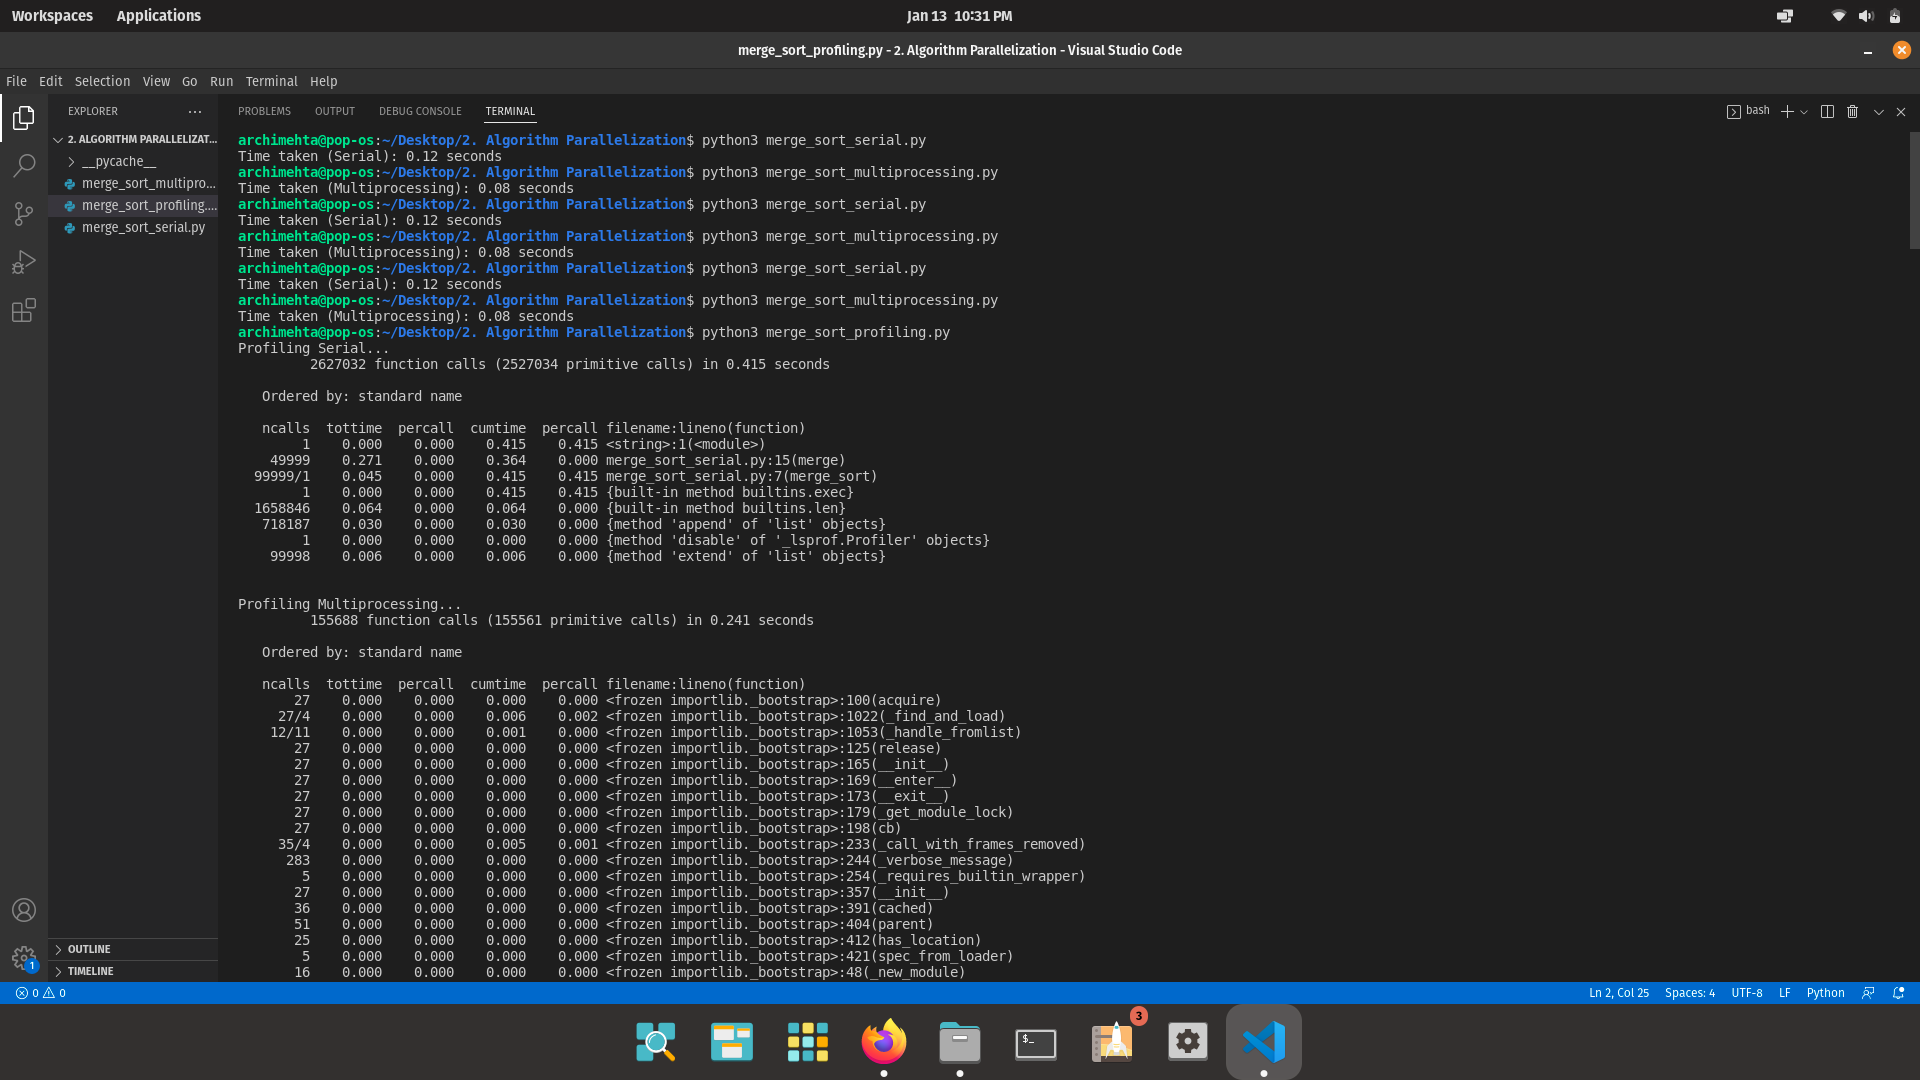 Workspaces Applications Jan 13 10:31 PM
merge_sort_profiling.py - 2. Algorithm Parallelization - Visual Studio Code
File Edit Selection View Go Run Terminal Help
EXPLORER
2. ALGORITHM PARALLELIZAT...
__pycache__
merge_sort_multipro...
merge_sort_profiling....
merge_sort_serial.py
OUTLINE
TIMELINE
1
PROBLEMS OUTPUT DEBUG CONSOLE TERMINAL
bash
archimehta@pop-os:~/Desktop/2. Algorithm Parallelization$ python3 merge_sort_serial.py
Time taken (Serial): 0.12 seconds
archimehta@pop-os:~/Desktop/2. Algorithm Parallelization$ python3 merge_sort_multiprocessing.py
Time taken (Multiprocessing): 0.08 seconds
archimehta@pop-os:~/Desktop/2. Algorithm Parallelization$ python3 merge_sort_serial.py
Time taken (Serial): 0.12 seconds
archimehta@pop-os:~/Desktop/2. Algorithm Parallelization$ python3 merge_sort_multiprocessing.py
Time taken (Multiprocessing): 0.08 seconds
archimehta@pop-os:~/Desktop/2. Algorithm Parallelization$ python3 merge_sort_serial.py
Time taken (Serial): 0.12 seconds
archimehta@pop-os:~/Desktop/2. Algorithm Parallelization$ python3 merge_sort_multiprocessing.py
Time taken (Multiprocessing): 0.08 seconds
archimehta@pop-os:~/Desktop/2. Algorithm Parallelization$ python3 merge_sort_profiling.py
Profiling Serial...
2627032 function calls (2527034 primitive calls) in 0.415 seconds
Ordered by: standard name
ncalls tottime percall cumtime percall filename:lineno(function)
1 0.000 0.000 0.415 0.415 <string>:1(<module>)
49999 0.271 0.000 0.364 0.000 merge_sort_serial.py:15(merge)
99999/1 0.045 0.000 0.415 0.415 merge_sort_serial.py:7(merge_sort)
1 0.000 0.000 0.415 0.415 {built-in method builtins.exec}
1658846 0.064 0.000 0.064 0.000 {built-in method builtins.len}
718187 0.030 0.000 0.030 0.000 {method 'append' of 'list' objects}
1 0.000 0.000 0.000 0.000 {method 'disable' of '_lsprof.Profiler' objects}
99998 0.006 0.000 0.006 0.000 {method 'extend' of 'list' objects}
Profiling Multiprocessing...
155688 function calls (155561 primitive calls) in 0.241 seconds
Ordered by: standard name
ncalls tottime percall cumtime percall filename:lineno(function)
27 0.000 0.000 0.000 0.000 <frozen importlib._bootstrap>:100(acquire)
27/4 0.000 0.000 0.006 0.002 <frozen importlib._bootstrap>:1022(_find_and_load)
12/11 0.000 0.000 0.001 0.000 <frozen importlib._bootstrap>:1053(_handle_fromlist)
27 0.000 0.000 0.000 0.000 <frozen importlib._bootstrap>:125(release)
27 0.000 0.000 0.000 0.000 <frozen importlib._bootstrap>:165(__init__)
27 0.000 0.000 0.000 0.000 <frozen importlib._bootstrap>:169(__enter__)
27 0.000 0.000 0.000 0.000 <frozen importlib._bootstrap>:173(__exit__)
27 0.000 0.000 0.000 0.000 <frozen importlib._bootstrap>:179(_get_module_lock)
27 0.000 0.000 0.000 0.000 <frozen importlib._bootstrap>:198(cb)
35/4 0.000 0.000 0.005 0.001 <frozen importlib._bootstrap>:233(_call_with_frames_removed)
283 0.000 0.000 0.000 0.000 <frozen importlib._bootstrap>:244(_verbose_message)
5 0.000 0.000 0.000 0.000 <frozen importlib._bootstrap>:254(_requires_builtin_wrapper)
27 0.000 0.000 0.000 0.000 <frozen importlib._bootstrap>:357(__init__)
36 0.000 0.000 0.000 0.000 <frozen importlib._bootstrap>:391(cached)
51 0.000 0.000 0.000 0.000 <frozen importlib._bootstrap>:404(parent)
25 0.000 0.000 0.000 0.000 <frozen importlib._bootstrap>:412(has_location)
5 0.000 0.000 0.000 0.000 <frozen importlib._bootstrap>:421(spec_from_loader)
16 0.000 0.000 0.000 0.000 <frozen importlib._bootstrap>:48(_new_module)
0 0 Ln 2, Col 25 Spaces: 4 UTF-8 LF Python
$_ 3